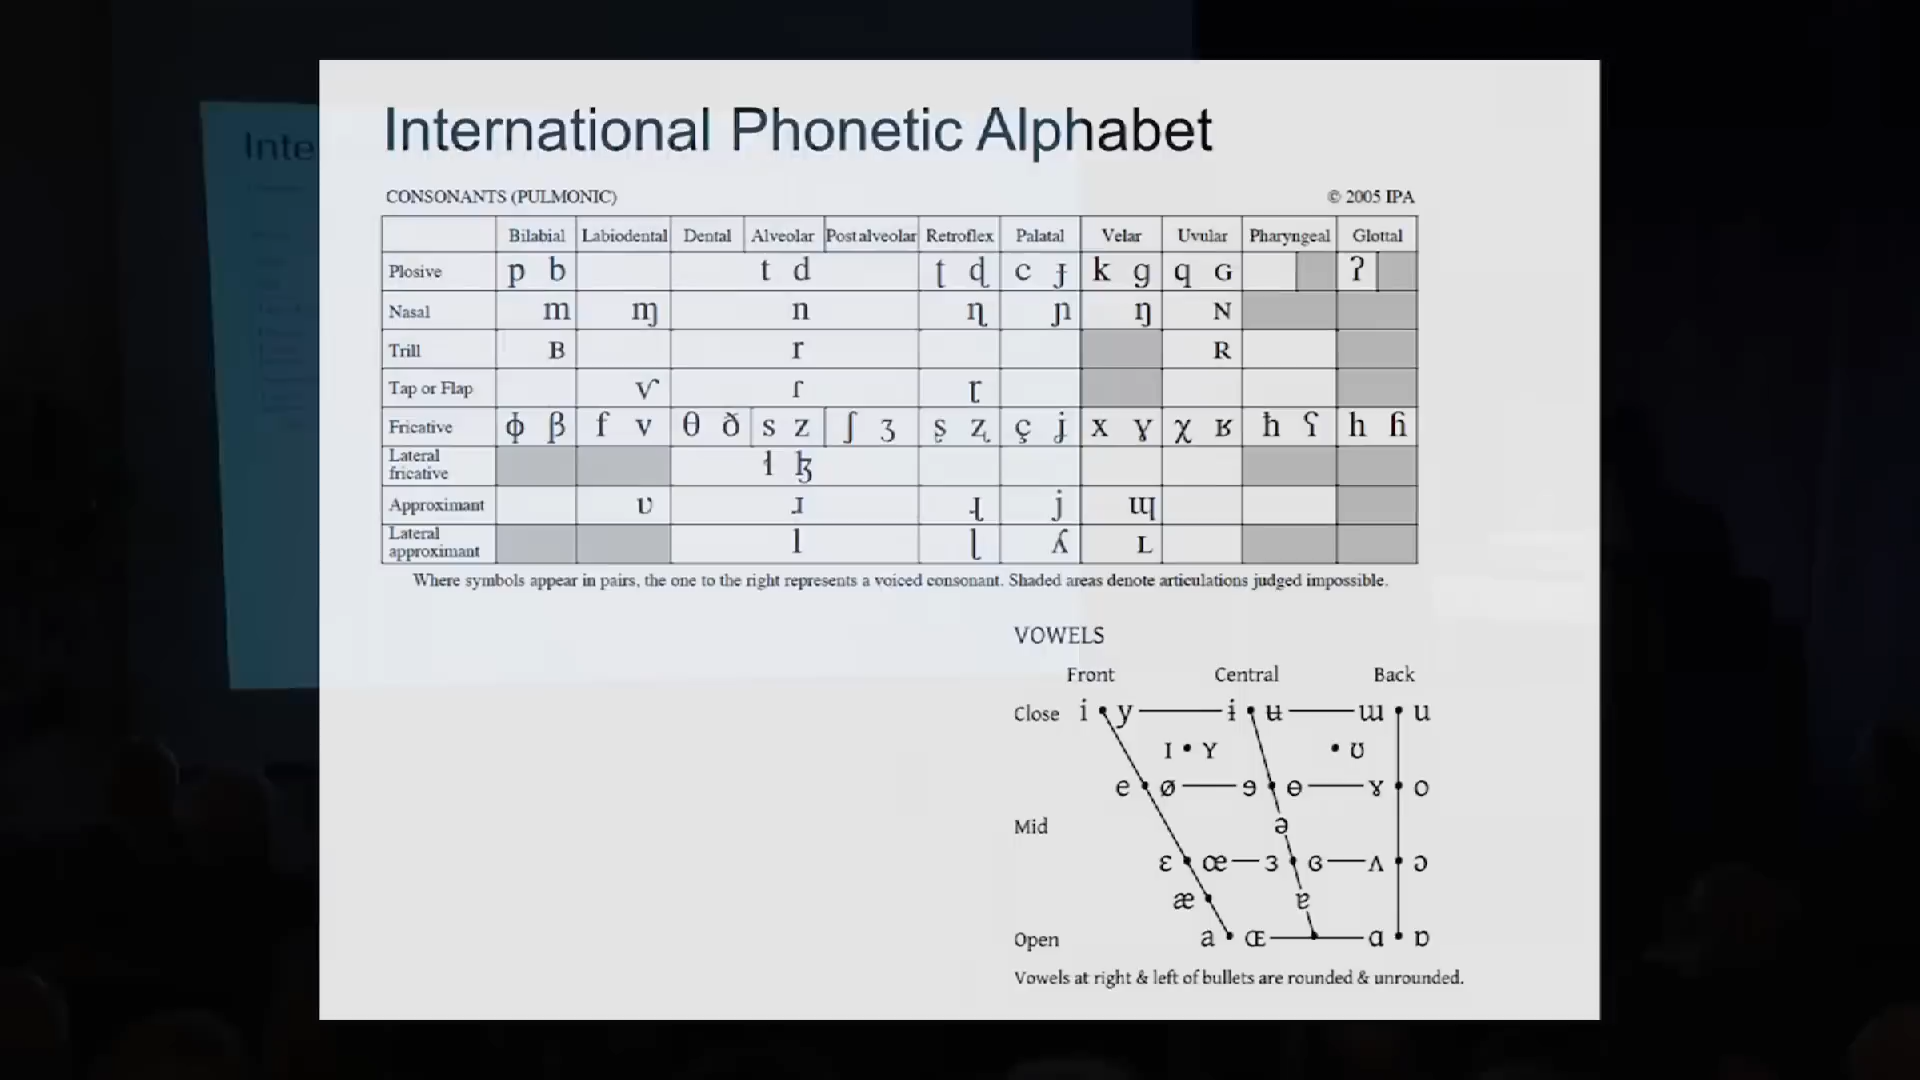 International Phonetic Alphabet
Inte
CONSONANTS (PULMONIC) © 2005 IPA
Bilabial Labiodental Dental Alveolar Postalveolar Retroflex Palatal Velar Uvular Pharyngeal Glottal
Plosive p b t d ʈ ɖ c ɟ k ɡ q ɢ ʔ
Nasal m ɱ n ɳ ɲ ŋ ɴ
Trill ʙ r ʀ
Tap or Flap ⱱ ɾ ɽ
Fricative ɸ β f v θ ð s z ʃ ʒ ʂ ʐ ç ʝ x ɣ χ ʁ ħ ʕ h ɦ
Lateral
fricative ɬ ɮ
Approximant ʋ ɹ ɻ j ɰ
Lateral
approximant l ɭ ʎ ʟ
Where symbols appear in pairs, the one to the right represents a voiced consonant. Shaded areas denote articulations judged impossible.
VOWELS
Front Central Back
Close i y ɨ ʉ ɯ u
ɪ ʏ ʊ
e ø ɘ ɵ ɤ o
Mid ə
ɛ œ ɜ ɞ ʌ ɔ
æ ɐ
Open a ɶ ɑ ɒ
Vowels at right & left of bullets are rounded & unrounded.